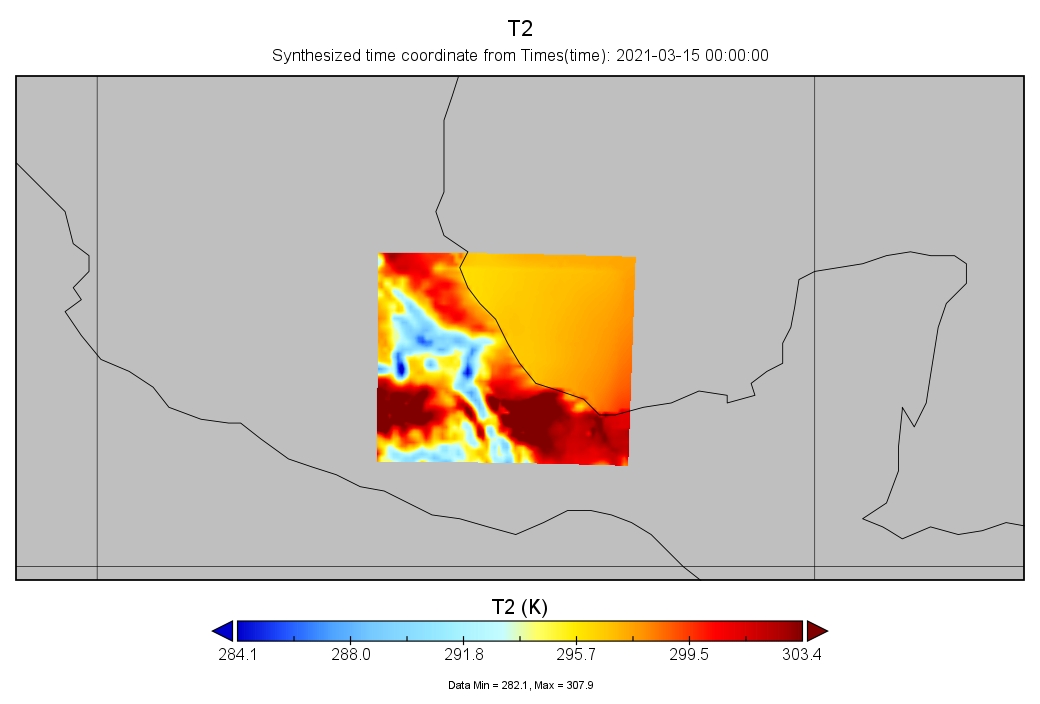 T2
Synthesized time coordinate from Times(time): 2021-03-15 00:00:00
T2 (K)
284.1 288.0 291.8 295.7 299.5 303.4
Data Min = 282.1, Max = 307.9